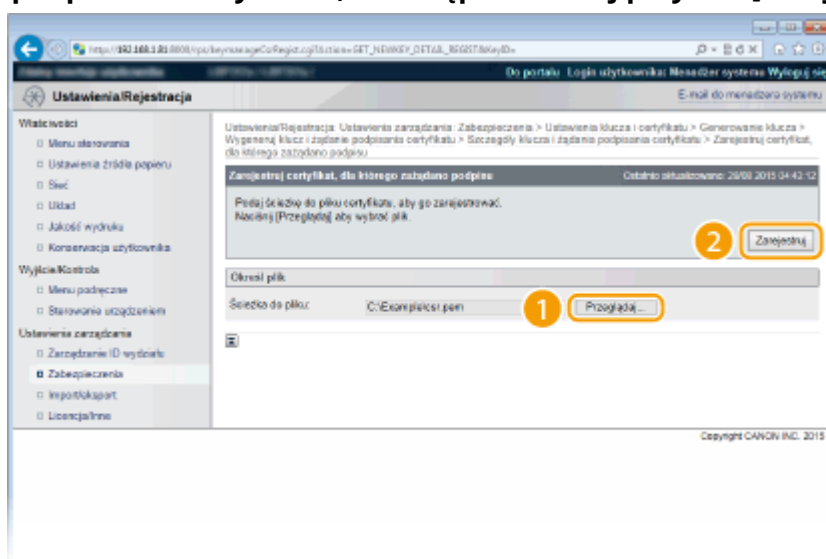 Do portalu Login użytkownika: Menedżer systemu Wyloguj się
Ustawienia/Rejestracja
E-mail do menedżera systemu
Właściwości
Menu sterowania
Ustawienia źródła papieru
Sieć
Układ
Jakość wydruku
Konserwacja użytkownika
Wyjście/Kontrola
Menu podręczne
Sterowanie urządzeniem
Ustawienia zarządzania
Zarządzanie ID wydziału
Zabezpieczenia
Import/eksport
Licencja/Inne
Ustawienia/Rejestracja: Ustawienia zarządzania: Zabezpieczenia > Ustawienia klucza i certyfikatu > Generowanie klucza >
Wygeneruj klucz i żądanie podpisania certyfikatu > Szczegóły klucza i żądania podpisania certyfikatu > Zarejestruj certyfikat,
dla którego zażądano podpisu
Zarejestruj certyfikat, dla którego zażądano podpisu
Ostatnio aktualizowano: 2015 04:43:12
Podaj ścieżkę do pliku certyfikatu, aby go zarejestrować.
Naciśnij [Przeglądaj] aby wybrać plik.
2
Zarejestruj
Określ plik
Ścieżka do pliku:
C:\Example\csr.pem
1
Przeglądaj...
Copyright CANON INC. 2015